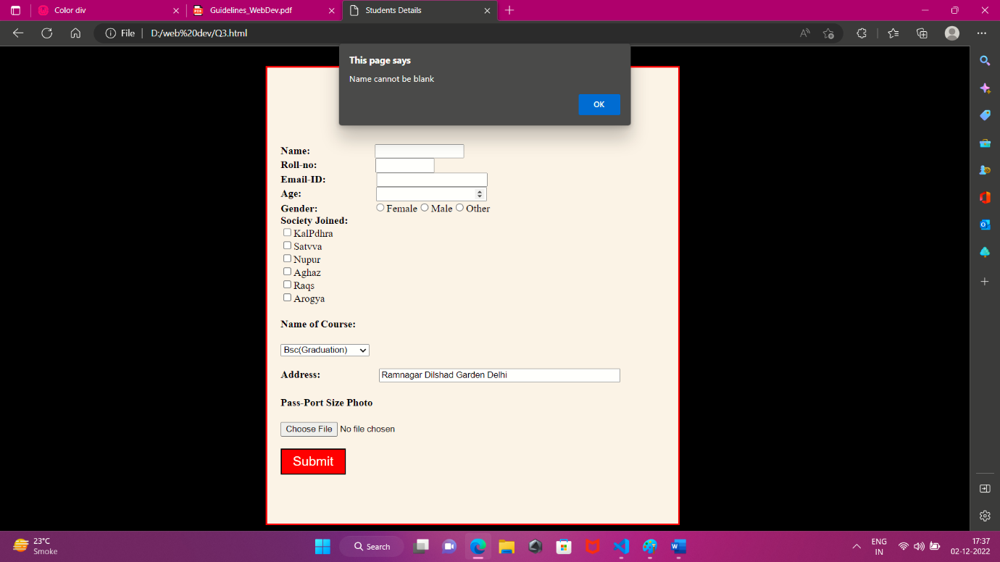 Color div
Guidelines_WebDev.pdf
Students Details
File
D:/web%20dev/Q3.html
This page says
Name cannot be blank
OK
Name:
Roll-no:
Email-ID:
Age:
Gender: Female Male Other
Society Joined:
KalPdhra
Satvva
Nupur
Aghaz
Raqs
Arogya
Name of Course:
Bsc(Graduation)
Address: Ramnagar Dilshad Garden Delhi
Pass-Port Size Photo
Choose File No file chosen
Submit
23°C
Smoke
Search
ENG
IN
17:37
02-12-2022